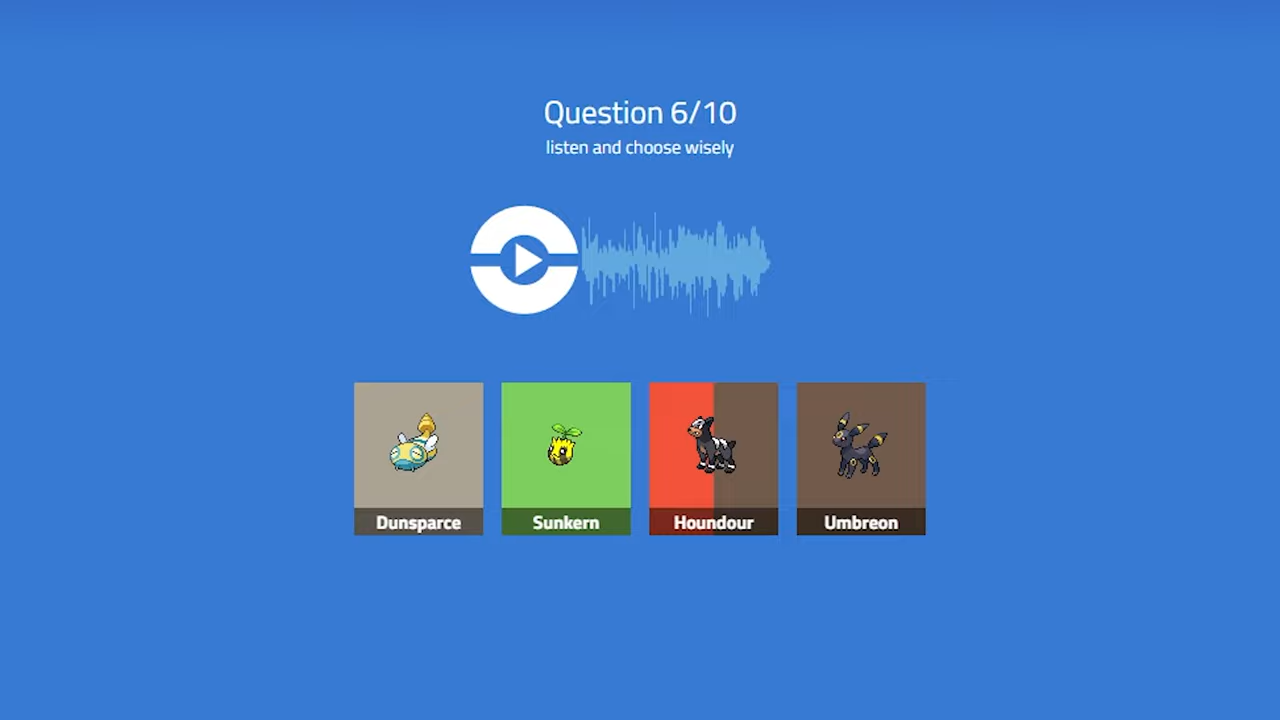 Question 6/10
listen and choose wisely
Dunsparce
Sunkern
Houndour
Umbreon